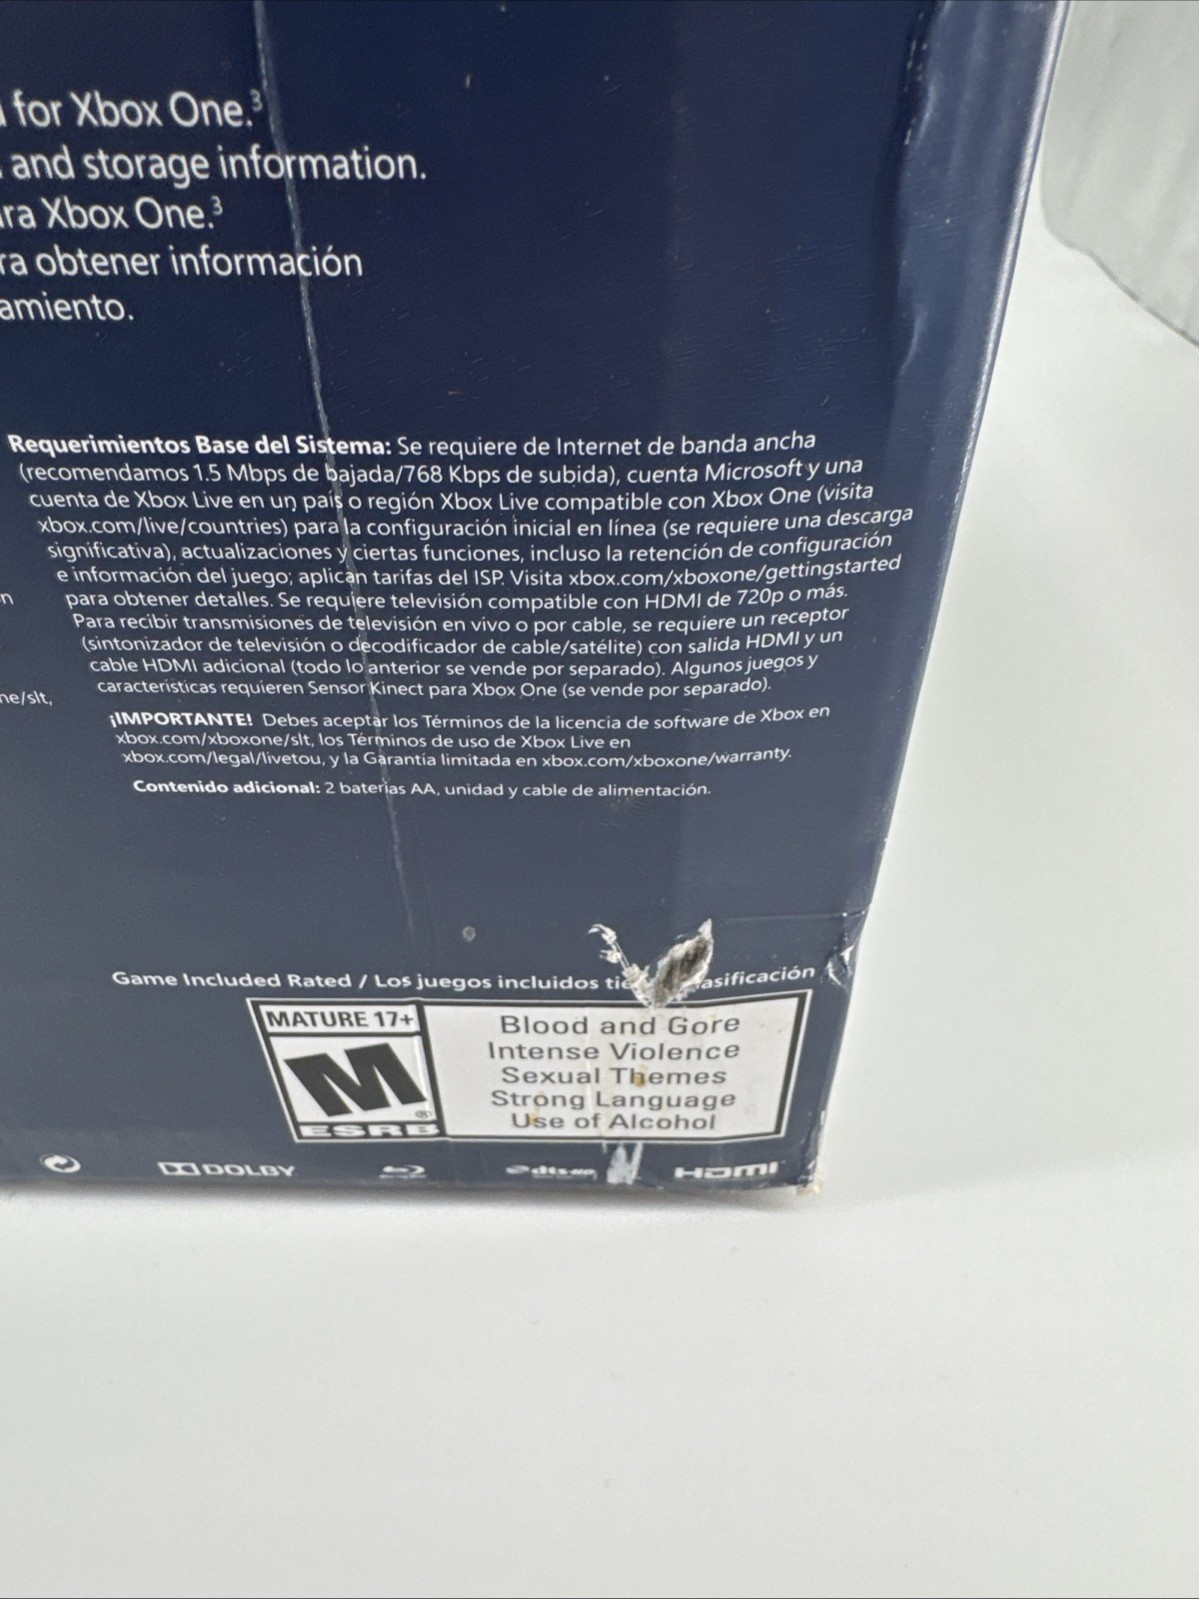 for Xbox One.³
and storage information.
ra Xbox One.³
ra obtener información
amiento.
Requerimientos Base del Sistema: Se requiere de Internet de banda ancha
(recomendamos 1.5 Mbps de bajada/768 Kbps de subida), cuenta Microsoft y una
cuenta de Xbox Live en un país o región Xbox Live compatible con Xbox One (visita
xbox.com/live/countries) para la configuración inicial en línea (se requiere una descarga
significativa), actualizaciones y ciertas funciones, incluso la retención de configuración
e información del juego; aplican tarifas del ISP. Visita xbox.com/xboxone/gettingstarted
para obtener detalles. Se requiere televisión compatible con HDMI de 720p o más.
Para recibir transmisiones de televisión en vivo o por cable, se requiere un receptor
(sintonizador de televisión o decodificador de cable/satélite) con salida HDMI y un
cable HDMI adicional (todo lo anterior se vende por separado). Algunos juegos y
características requieren Sensor Kinect para Xbox One (se vende por separado).
n
ne/slt,
¡IMPORTANTE! Debes aceptar los Términos de la licencia de software de Xbox en
xbox.com/xboxone/slt, los Términos de uso de Xbox Live en
xbox.com/legal/livetou, y la Garantía limitada en xbox.com/xboxone/warranty.
Contenido adicional: 2 baterías AA, unidad y cable de alimentación.
Game Included Rated / Los juegos incluidos tie asificación
MATURE 17+
M
ESRB
Blood and Gore
Intense Violence
Sexual Themes
Strong Language
Use of Alcohol
DOLBY
dts
HDMI